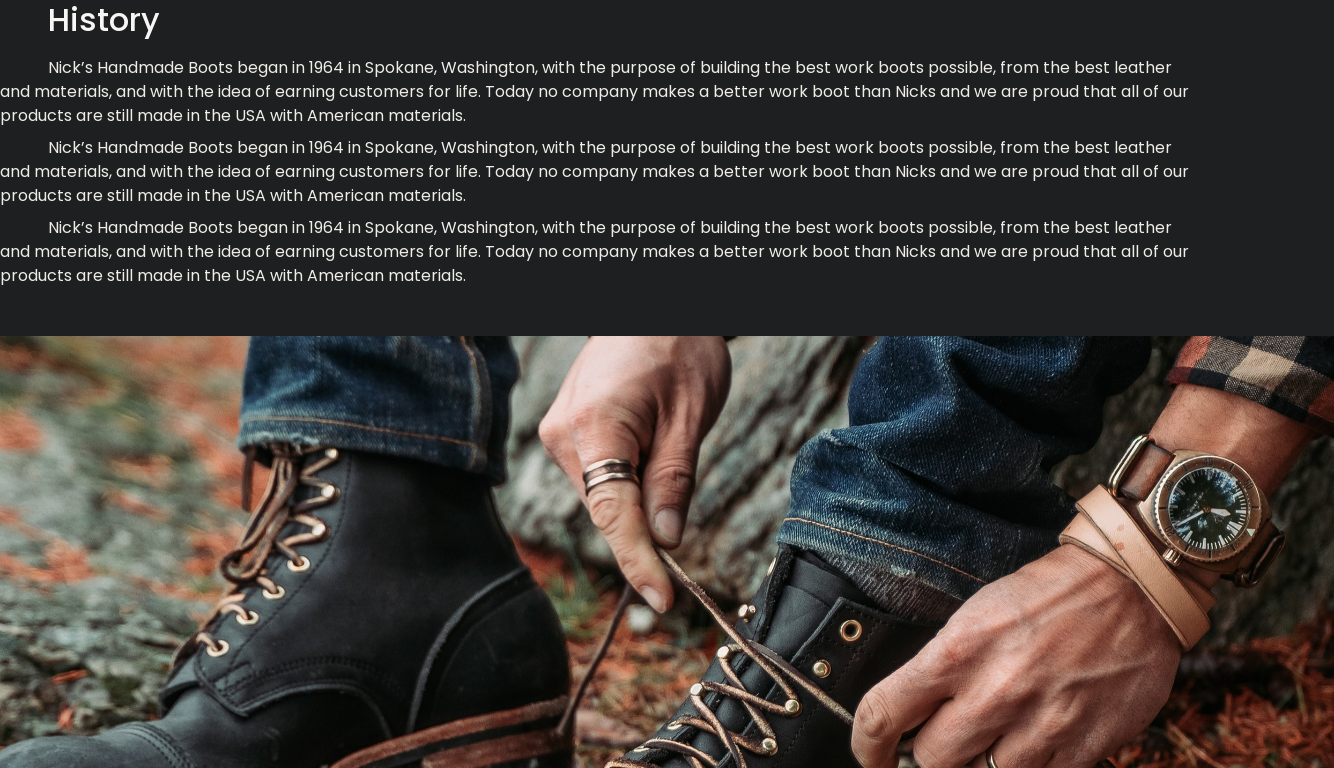 History
Nick’s Handmade Boots began in 1964 in Spokane, Washington, with the purpose of building the best work boots possible, from the best leather
and materials, and with the idea of earning customers for life. Today no company makes a better work boot than Nicks and we are proud that all of our
products are still made in the USA with American materials.
Nick’s Handmade Boots began in 1964 in Spokane, Washington, with the purpose of building the best work boots possible, from the best leather
and materials, and with the idea of earning customers for life. Today no company makes a better work boot than Nicks and we are proud that all of our
products are still made in the USA with American materials.
Nick’s Handmade Boots began in 1964 in Spokane, Washington, with the purpose of building the best work boots possible, from the best leather
and materials, and with the idea of earning customers for life. Today no company makes a better work boot than Nicks and we are proud that all of our
products are still made in the USA with American materials.